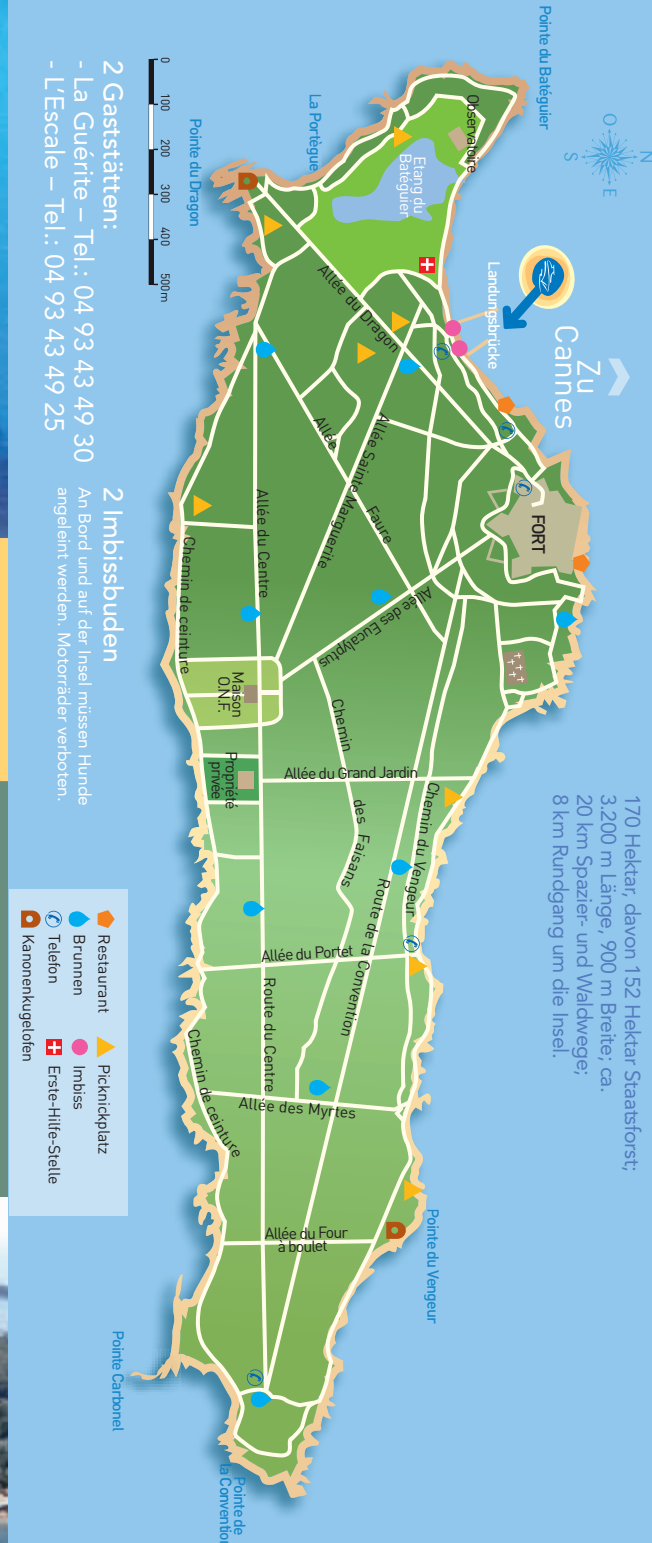 Pointe du Batéguier
N
O
E
S
Zu
Cannes
Landungsbrücke
170 Hektar, davon 152 Hektar Staatsforst;
3.200 m Länge, 900 m Breite; ca.
20 km Spazier- und Waldwege;
8 km Rundgang um die Insel.
Observatoire
Etang du
Batéguier
La Portègue
Pointe du Dragon
Allée du Dragon
FORT
Allée Sainte Marguerite
Allée
Faure
Allée des Eucalyptus
Allée du Centre
Chemin de ceinture
Maison
O.N.F.
Propriété
privée
Chemin
des Faisans
Allée du Grand Jardin
Chemin du Vengeur
Route de la Convention
Allée du Portet
Route du Centre
Chemin de ceinture
Allée des Myrtes
Allée du Four
à boulet
Pointe du Vengeur
Pointe Carbonel
Pointe de
la Convention
0 100 200 300 400 500m
2 Gaststätten:
- La Guérite – Tel.: 04 93 43 49 30
- L'Escale – Tel.: 04 93 43 49 25
2 Imbissbuden
An Bord und auf der Insel müssen Hunde
angeleint werden. Motorräder verboten.
Restaurant
Brunnen
Telefon
Kanonenkugelofen
Picknickplatz
Imbiss
Erste-Hilfe-Stelle